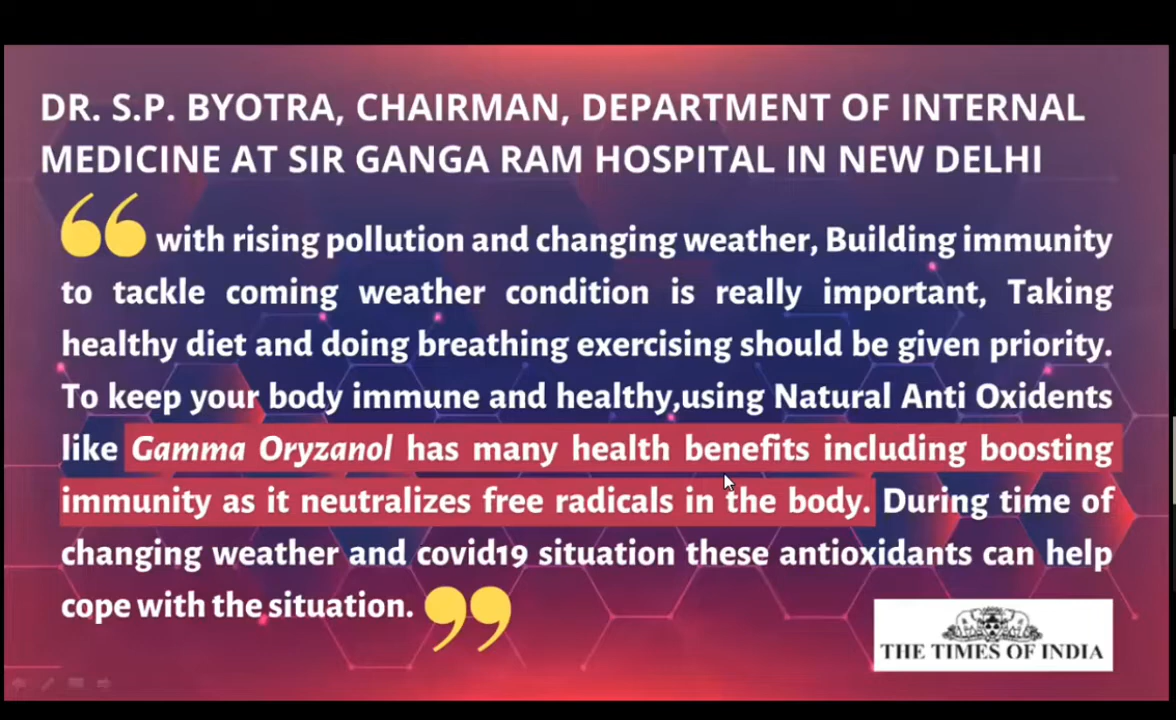 DR. S.P. BYOTRA, CHAIRMAN, DEPARTMENT OF INTERNAL
MEDICINE AT SIR GANGA RAM HOSPITAL IN NEW DELHI
“ with rising pollution and changing weather, Building immunity
to tackle coming weather condition is really important, Taking
healthy diet and doing breathing exercising should be given priority.
To keep your body immune and healthy,using Natural Anti Oxidents
like Gamma Oryzanol has many health benefits including boosting
immunity as it neutralizes free radicals in the body. During time of
changing weather and covid19 situation these antioxidants can help
cope with the situation. ”
THE TIMES OF INDIA